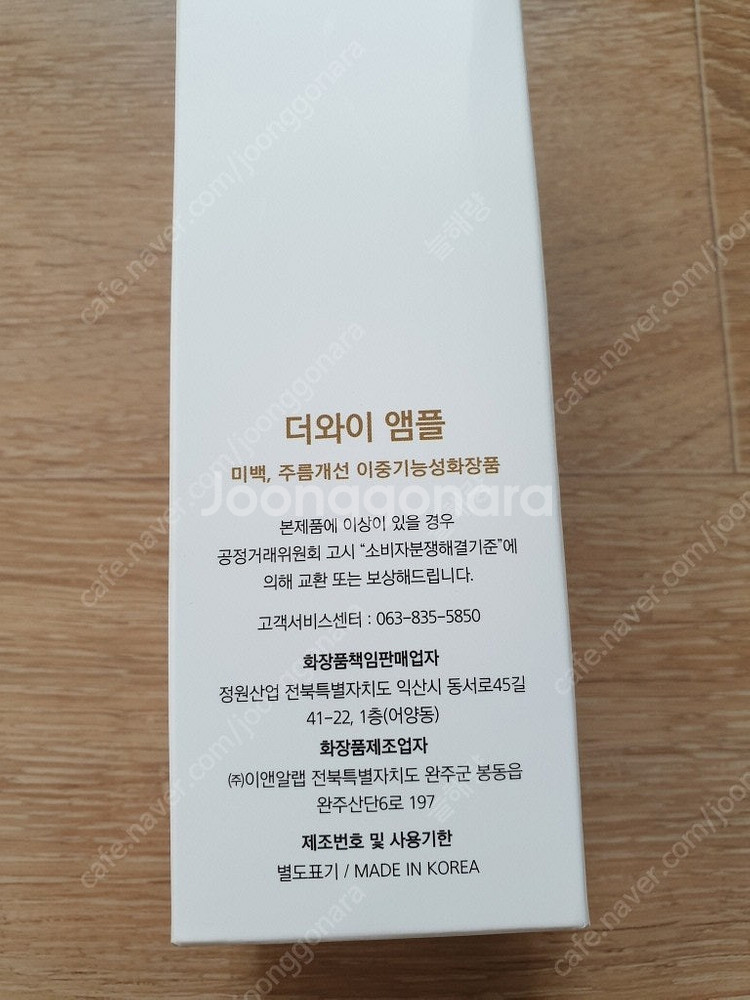 더와이 앰플
미백, 주름개선 이중기능성화장품
Joonggonara
본제품에 이상이 있을 경우
공정거래위원회 고시 "소비자분쟁해결기준"에
의해 교환 또는 보상해드립니다.
고객서비스센터 : 063-835-5850
화장품책임판매업자
정원산업 전북특별자치도 익산시 동서로45길
41-22, 1층(어양동)
화장품제조업자
㈜이앤알랩 전북특별자치도 완주군 봉동읍
완주산단6로 197
제조번호 및 사용기한
별도표기 / MADE IN KOREA
cafe.naver.com/joonggonara
늘해랑